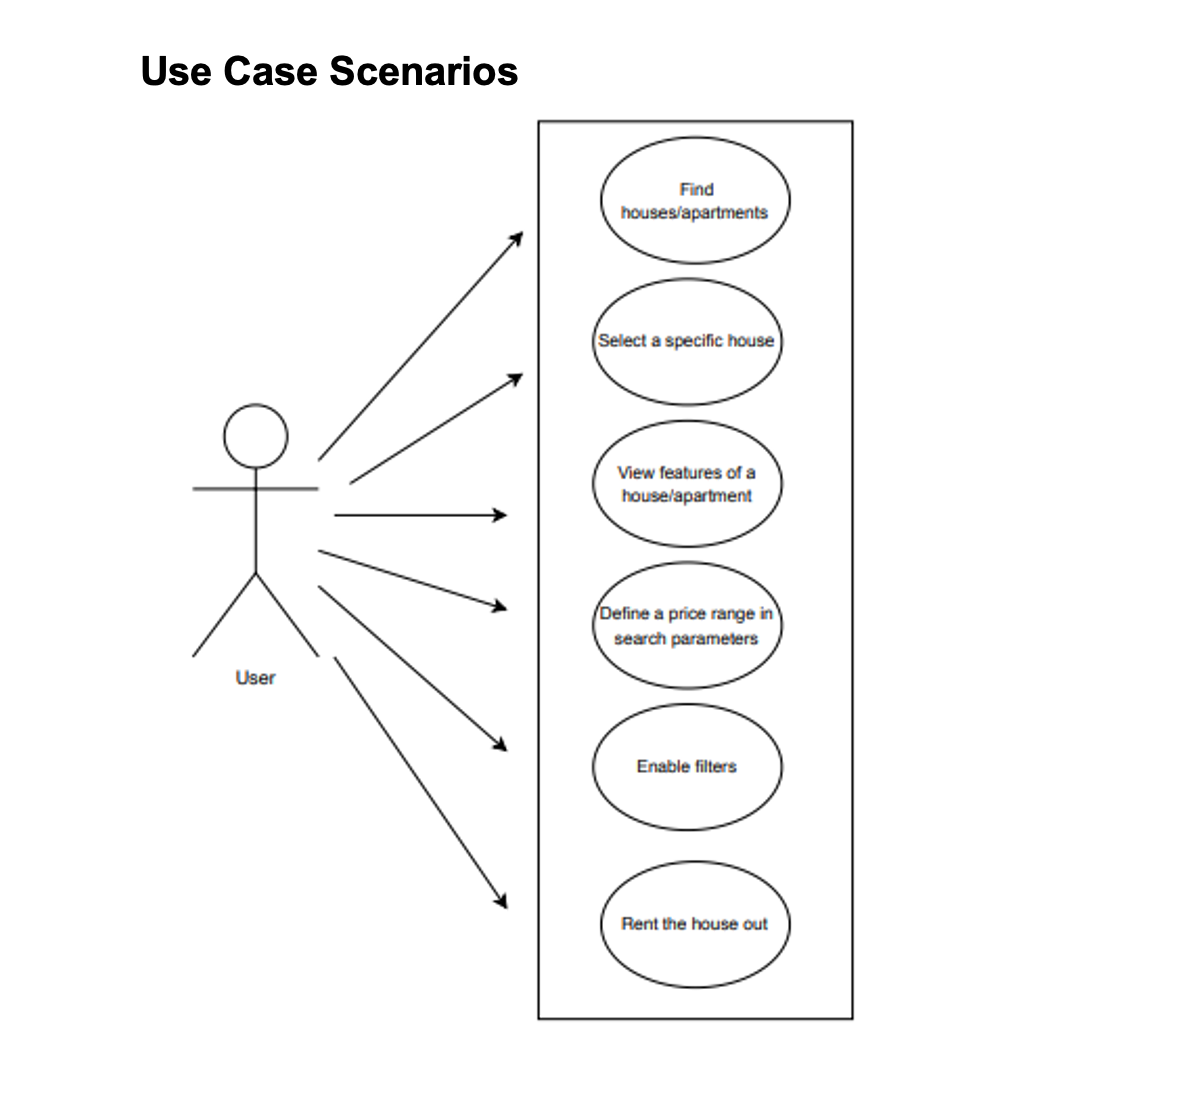 Use Case Scenarios
Find
houses/apartments
Select a specific house
View features of a
house/apartment
Define a price range in
search parameters
User
Enable filters
Rent the house out